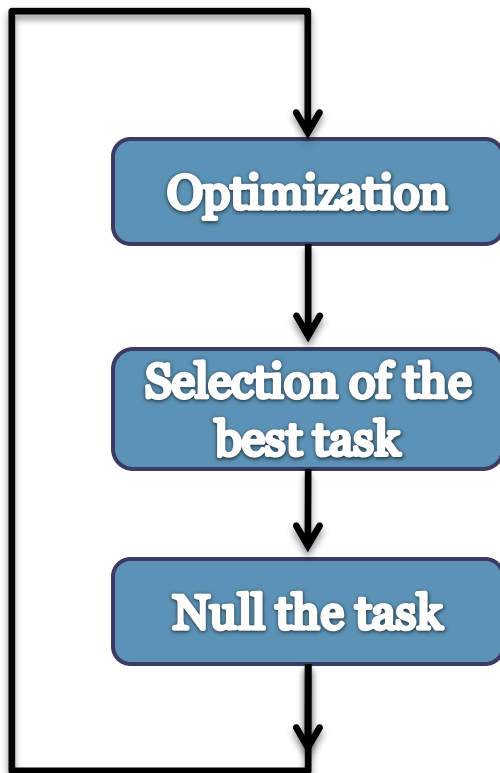 Optimization
Selection of the
best task
Null the task